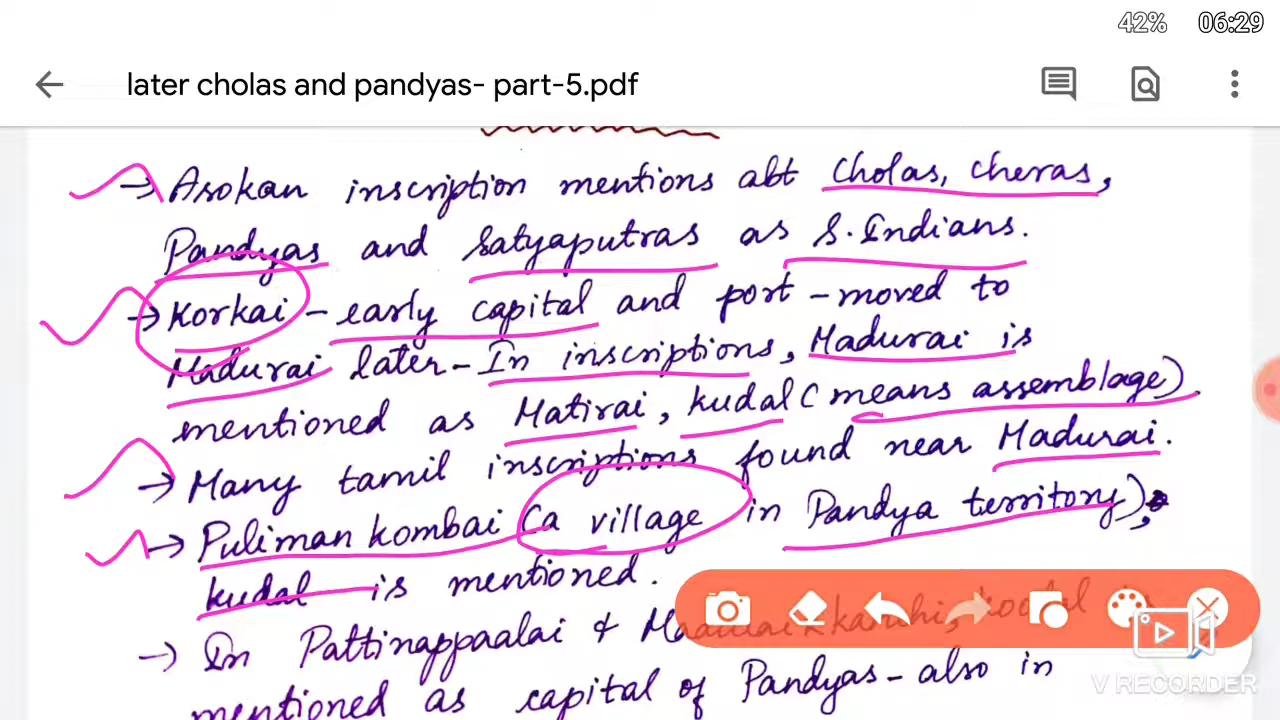 42% 06:29
later cholas and pandyas- part-5.pdf
→ Asokan inscription mentions abt Cholas, cheras,
Pandyas and Satyaputras as S. Indians.
→ Korkai - early capital and port - moved to
Madurai later - In inscriptions, Madurai is
mentioned as Matirai, kudal (means assemblage)
→ Many tamil inscriptions found near Madurai.
→ Puliman kombai (a village in Pandya territory),
kudal is mentioned.
→ In Pattinappaalai &
mentioned as capital of Pandyas - also in
V RECORDER